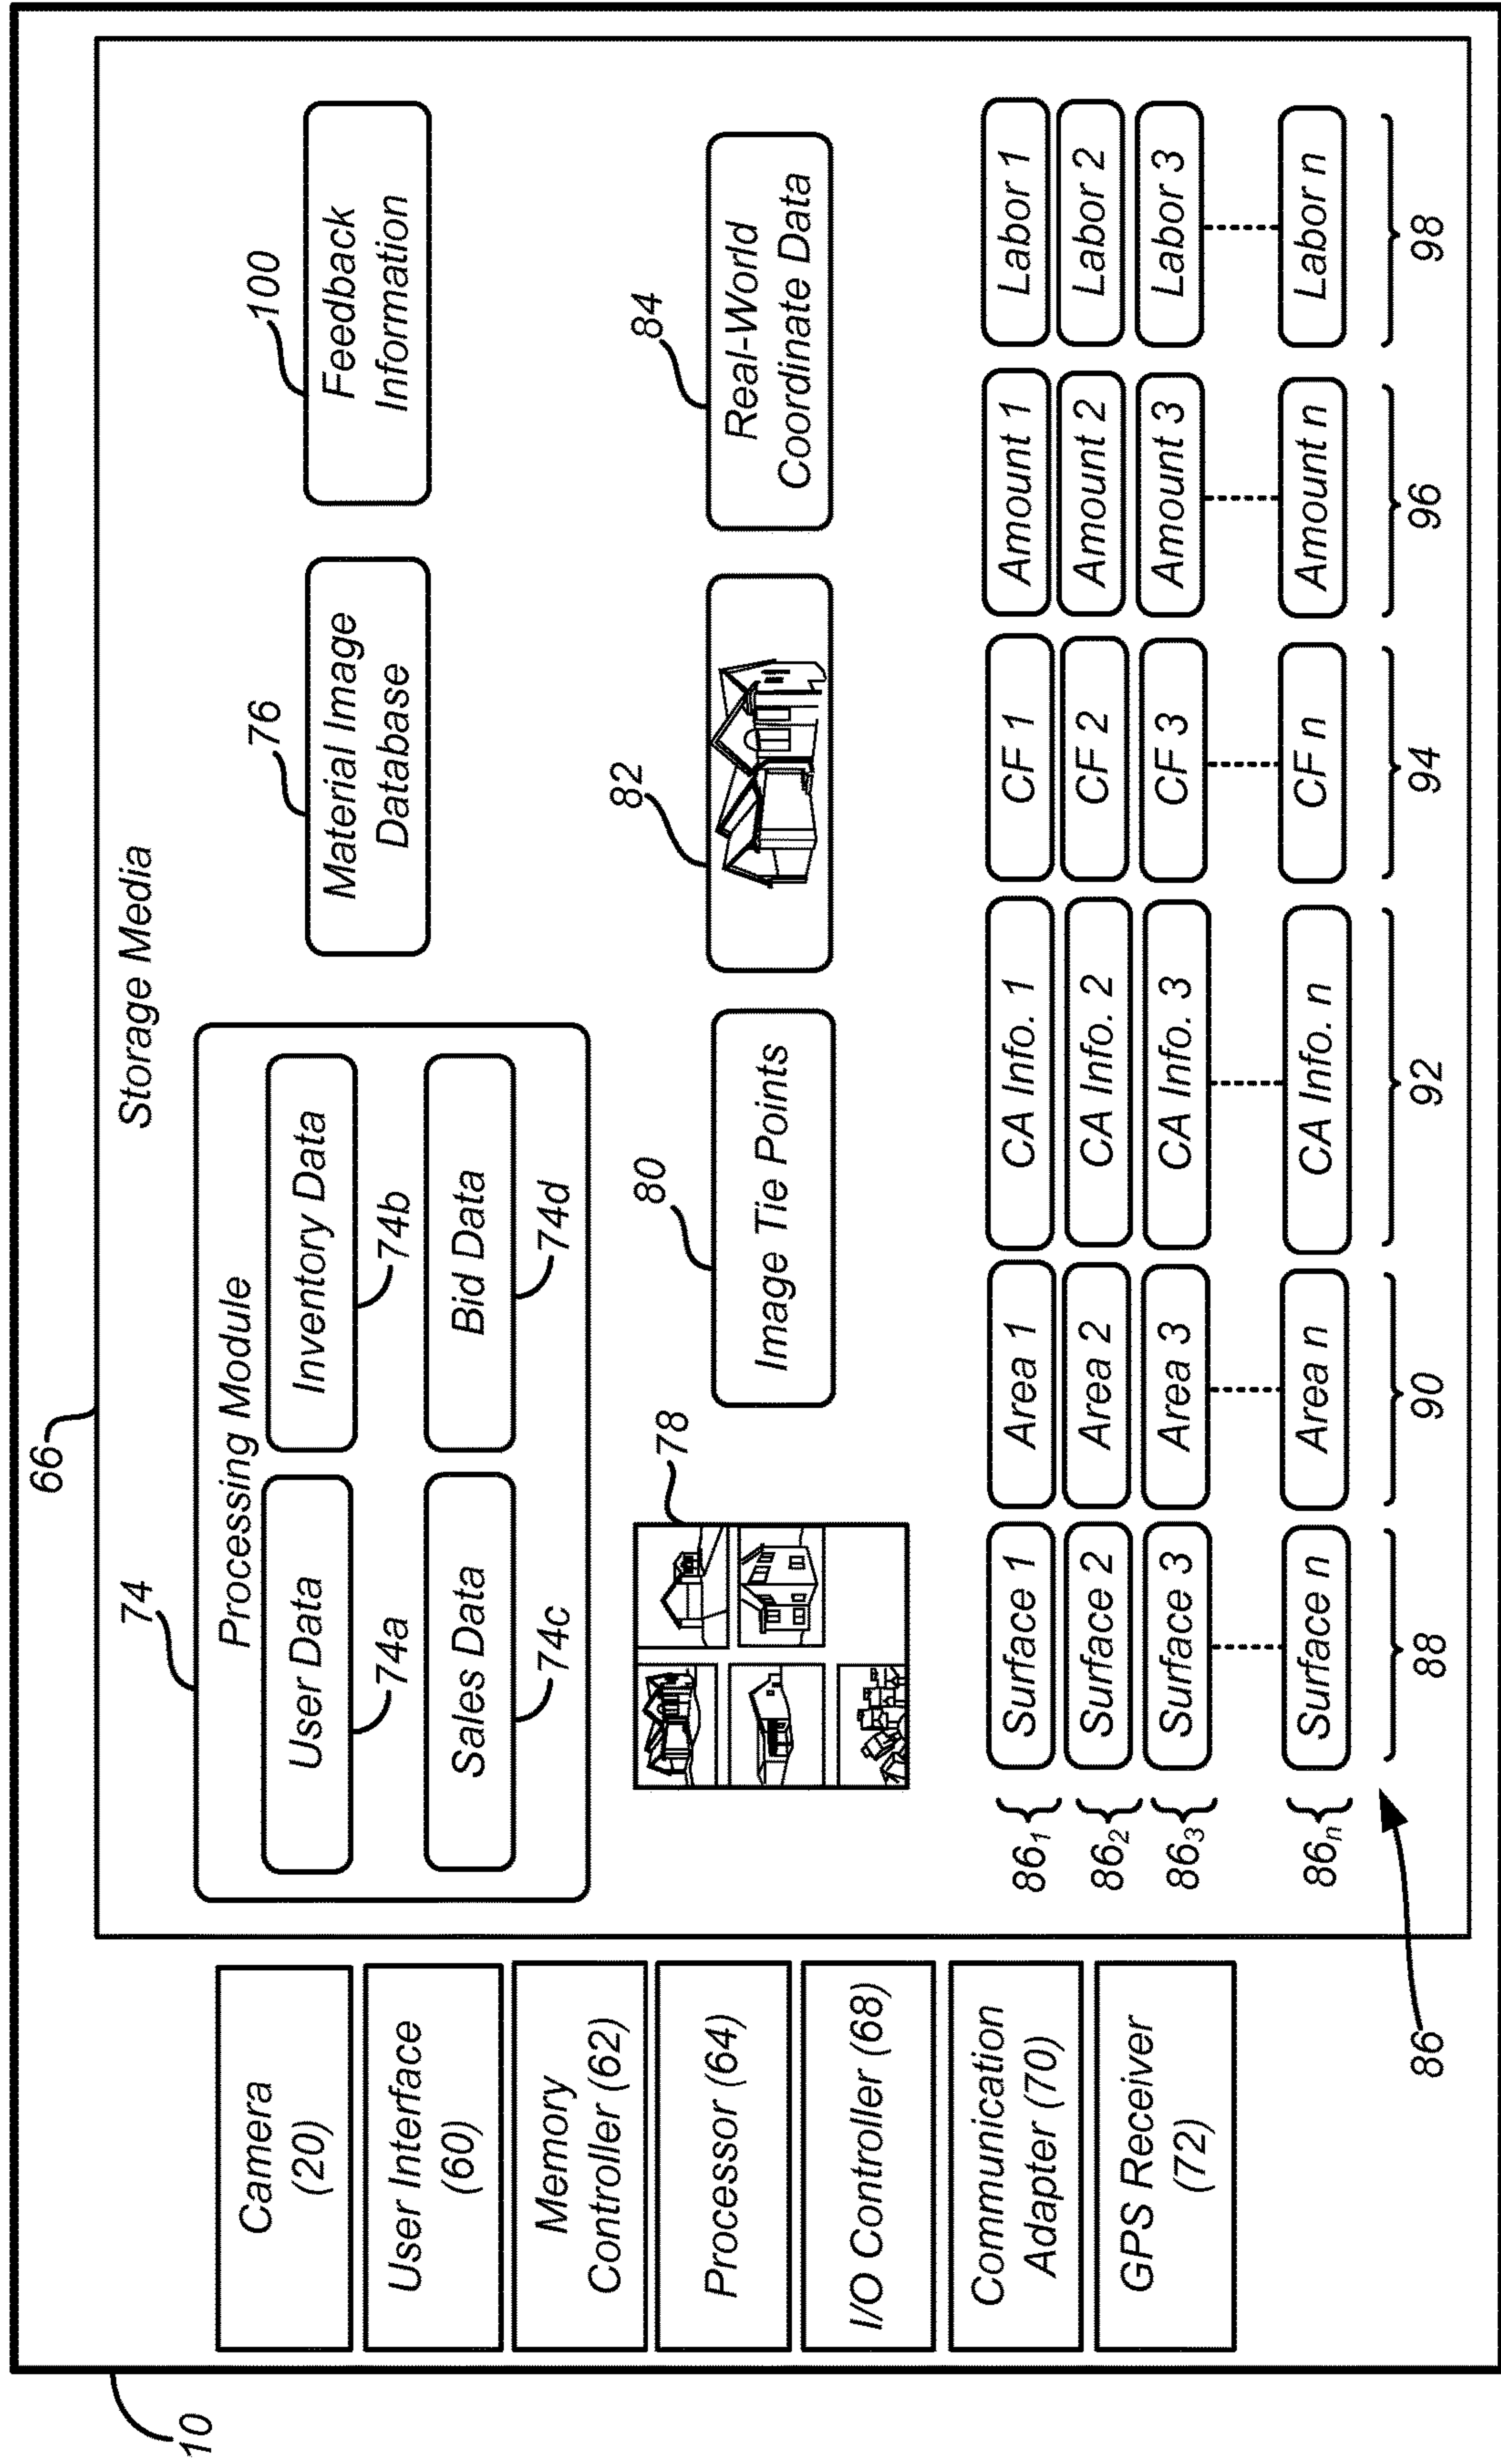 10
66
Camera
(20)
User Interface
(60)
Memory
Controller (62)
Processor (64)
I/O Controller (68)
Communication
Adapter (70)
GPS Receiver
(72)
Storage Media
74
Processing Module
User Data
74a
Inventory Data
74b
Sales Data
74c
Bid Data
74d
76
Material Image
Database
100
Feedback
Information
78
80
Image Tie Points
82
84
Real-World
Coordinate Data
86₁ Surface 1 Area 1 CA Info. 1 CF 1 Amount 1 Labor 1
86₂ Surface 2 Area 2 CA Info. 2 CF 2 Amount 2 Labor 2
86₃ Surface 3 Area 3 CA Info. 3 CF 3 Amount 3 Labor 3
86ₙ Surface n Area n CA Info. n CF n Amount n Labor n
86 88 90 92 94 96 98